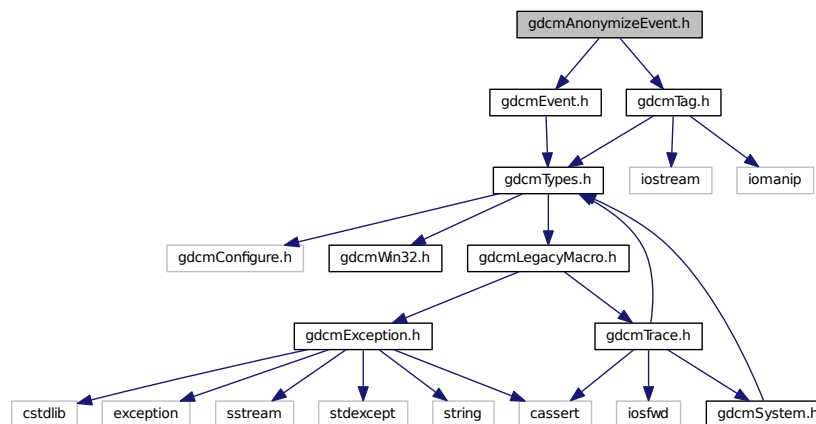 gdcmAnonymizeEvent.h
gdcmEvent.h
gdcmTag.h
gdcmTypes.h
iostream
iomanip
gdcmConfigure.h
gdcmWin32.h
gdcmLegacyMacro.h
gdcmException.h
gdcmTrace.h
cstdlib
exception
sstream
stdexcept
string
cassert
iosfwd
gdcmSystem.h